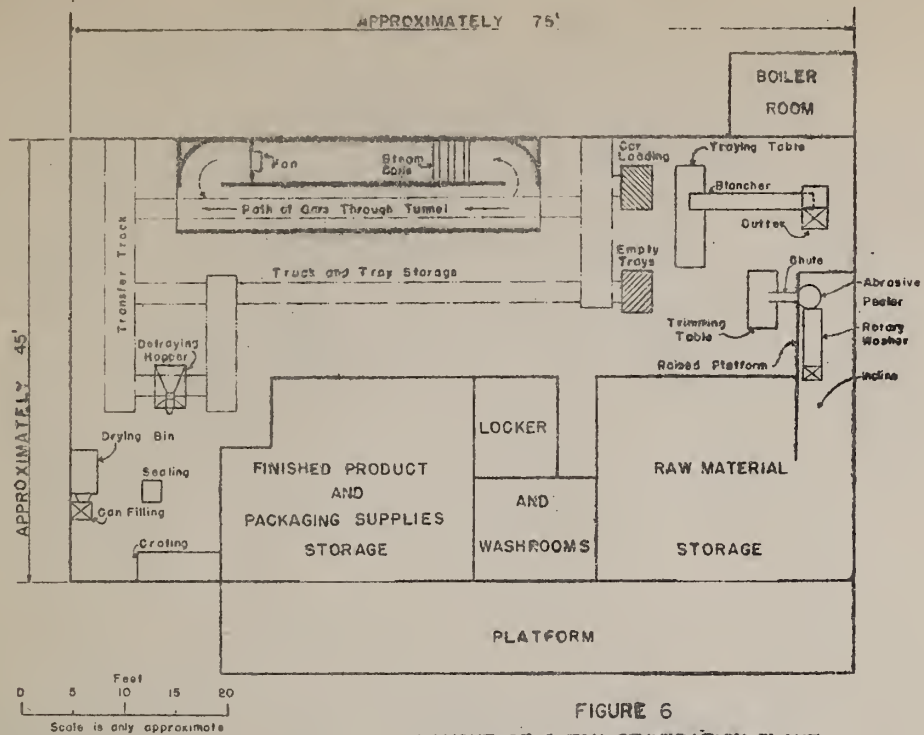 APPROXIMATELY 75'
BOILER
ROOM
Car
Loading
Traying Table
Fan
Steam
Coils
Blancher
Cutter
Path of Cars Through Tunnel
Empty
Trays
Truck and Tray Storage
Transfer Track
Chute
Abrasive
Peeler
Trimming
Table
Rotary
Washer
Raised Platform
Incline
Detraying
Hopper
APPROXIMATELY 45'
Drying Bin
Sealing
Can Filling
Crating
FINISHED PRODUCT
AND
PACKAGING SUPPLIES
STORAGE
LOCKER
AND
WASHROOMS
RAW MATERIAL
STORAGE
PLATFORM
Feet
0 5 10 15 20
Scale is only approximate
FIGURE 6